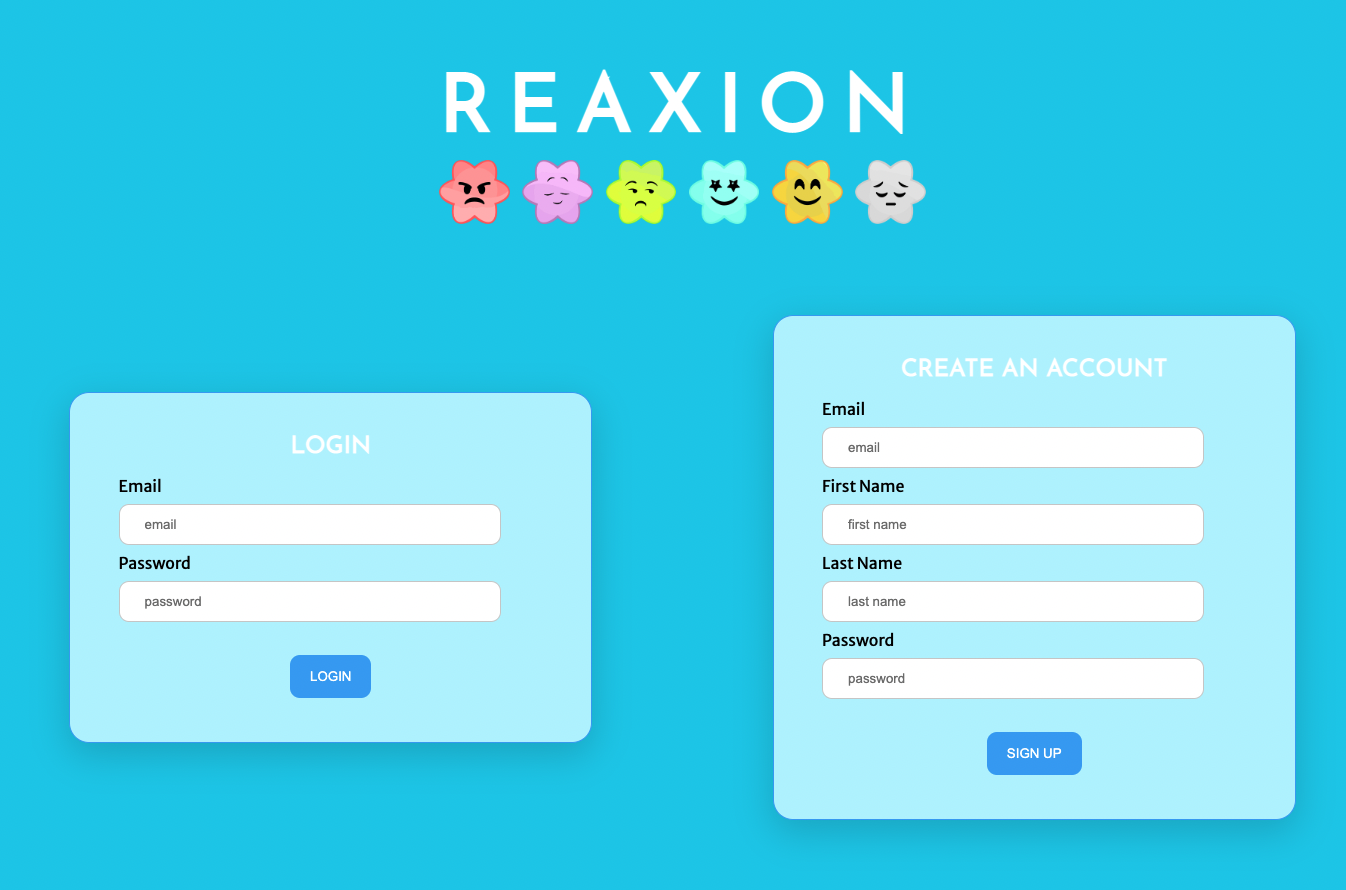 REAXION
LOGIN
Email
email
Password
password
LOGIN
CREATE AN ACCOUNT
Email
email
First Name
first name
Last Name
last name
Password
password
SIGN UP